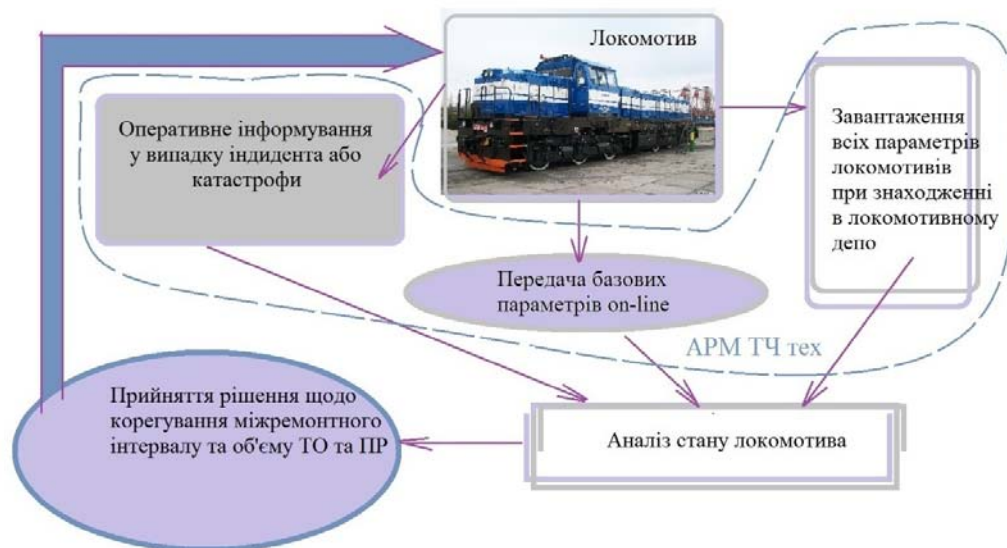 Локомотив
Оперативне інформування
у випадку індидента або
катастрофи
Завантаження
всіх параметрів
локомотивів
при знаходженні
в локомотивному
депо
Передача базових
параметрів on-line
АРМ ТЧ тех
Прийняття рішення щодо
корегування міжремонтного
інтервалу та об'єму ТО та ПР
Аналіз стану локомотива